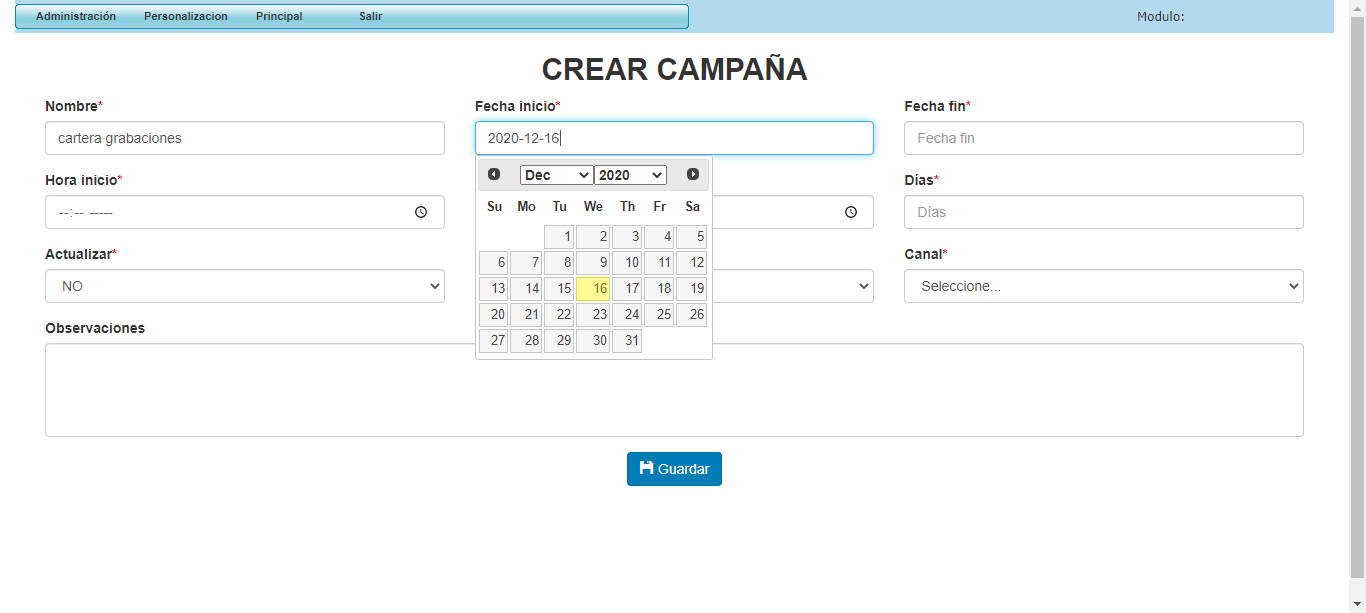 Administración Personalizacion Principal Salir Modulo:
CREAR CAMPAÑA
Nombre* Fecha inicio* Fecha fin*
cartera grabaciones 2020-12-16 Fecha fin
Dec 2020
Hora inicio* Días*
--:-- ----- Días
Su Mo Tu We Th Fr Sa
1 2 3 4 5
Actualizar* Canal*
6 7 8 9 10 11 12
NO Seleccione...
13 14 15 16 17 18 19
20 21 22 23 24 25 26
Observaciones
27 28 29 30 31
Guardar